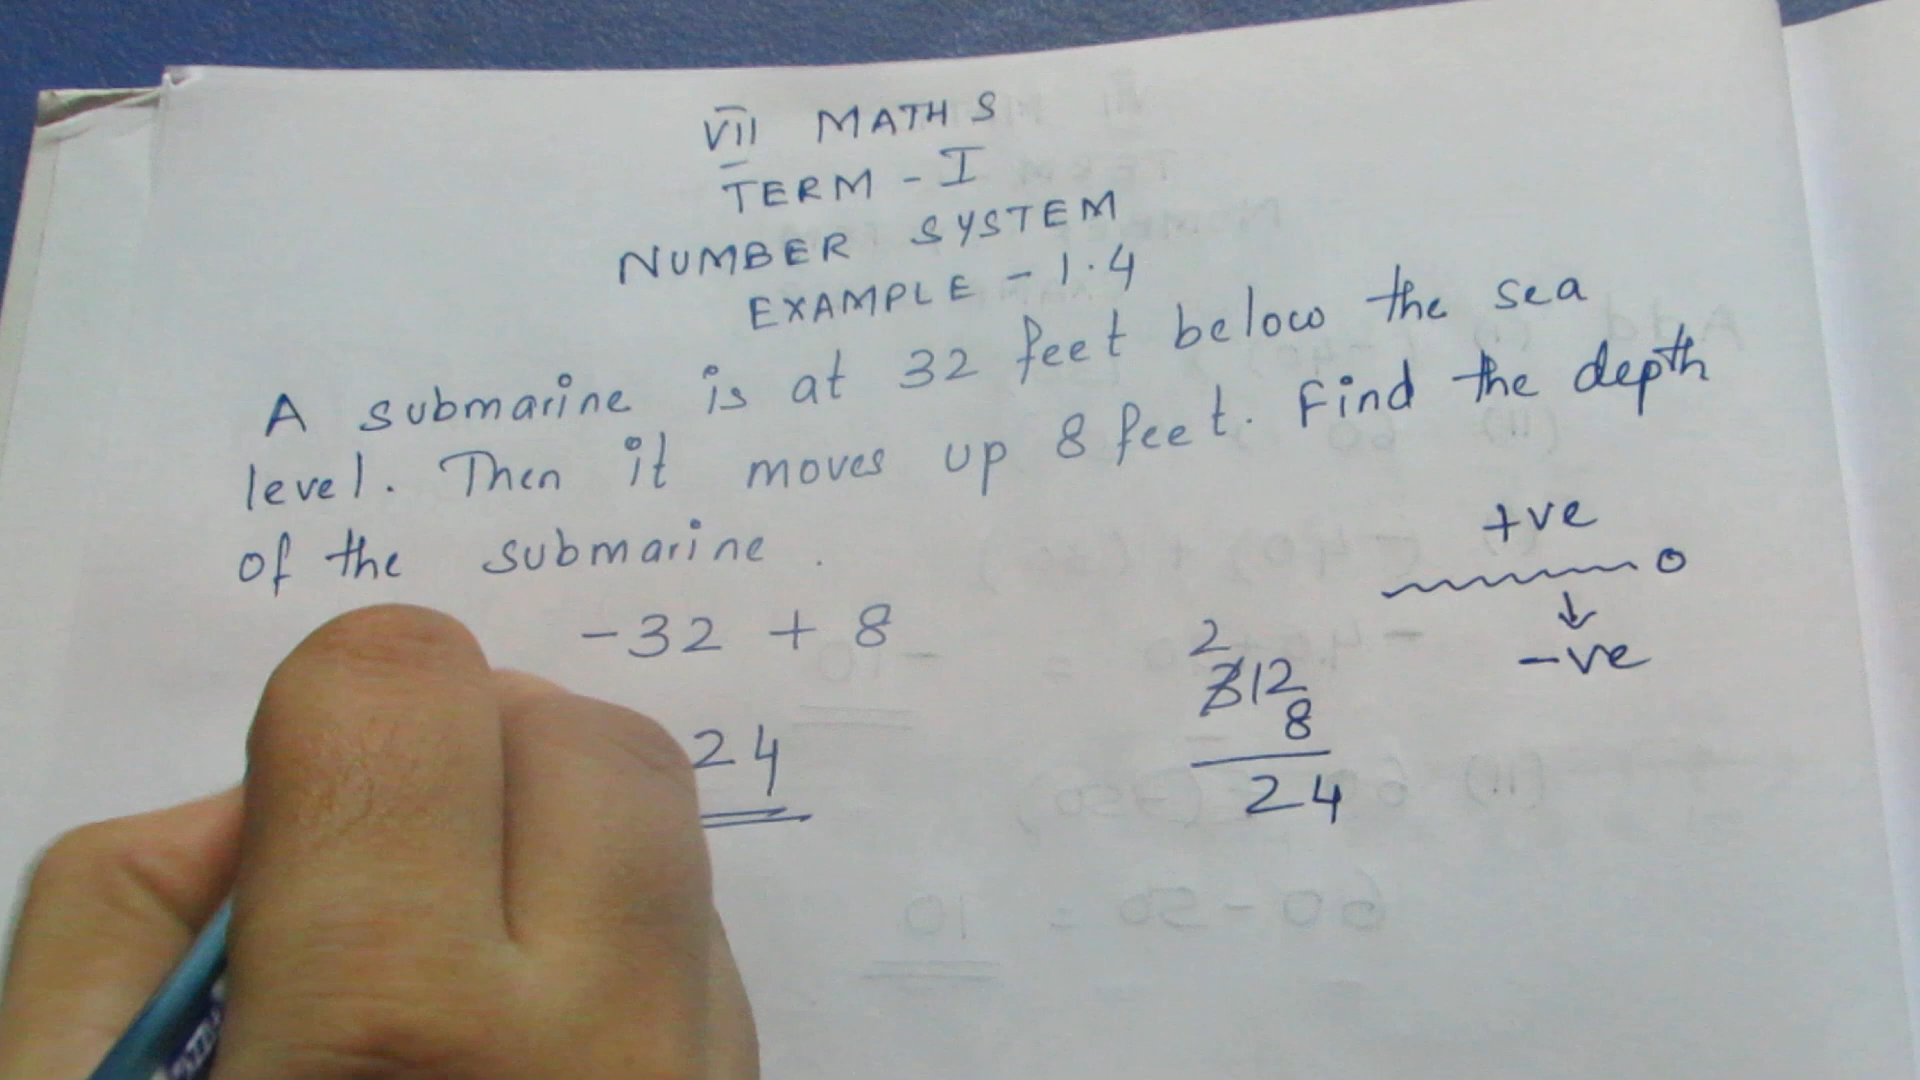 VII MATHS
TERM - I
NUMBER SYSTEM
EXAMPLE - 1.4
A submarine is at 32 feet below the sea
level. Then it moves up 8 feet. Find the depth
of the submarine.
+ve
0
-32 + 8
2
3 12
-ve
8
24
24